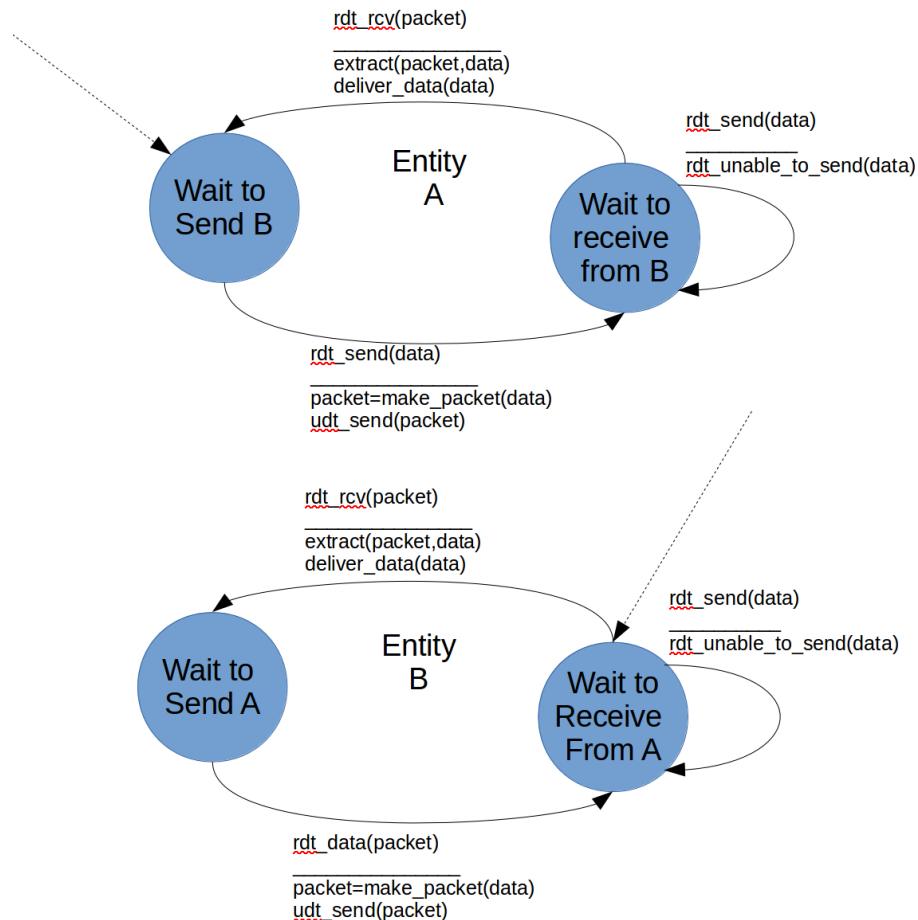 rdt_rcv(packet)
extract(packet,data)
deliver_data(data)
rdt_send(data)
rdt_unable_to_send(data)
Entity
A
Wait to
Send B
Wait to
receive
from B
rdt_send(data)
packet=make_packet(data)
udt_send(packet)
rdt_rcv(packet)
extract(packet,data)
deliver_data(data)
rdt_send(data)
rdt_unable_to_send(data)
Entity
B
Wait to
Send A
Wait to
Receive
From A
rdt_data(packet)
packet=make_packet(data)
udt_send(packet)